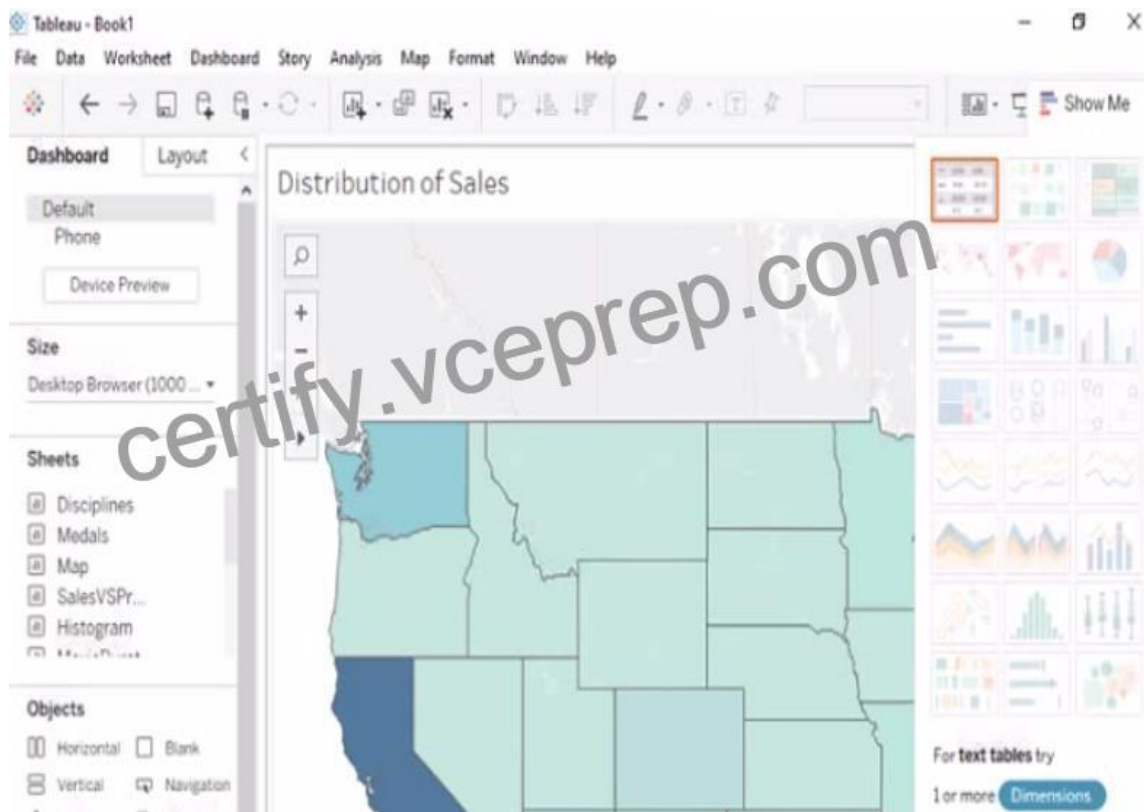 Tableau - Book1
File Data Worksheet Dashboard Story Analysis Map Format Window Help
Show Me
Dashboard Layout
Default
Phone
Device Preview
Size
Desktop Browser (1000 ...
Sheets
Disciplines
Medals
Map
SalesVSPr...
Histogram
Objects
Horizontal Blank
Vertical Navigation
Distribution of Sales
certify.vceprep.com
For text tables try
1 or more Dimensions